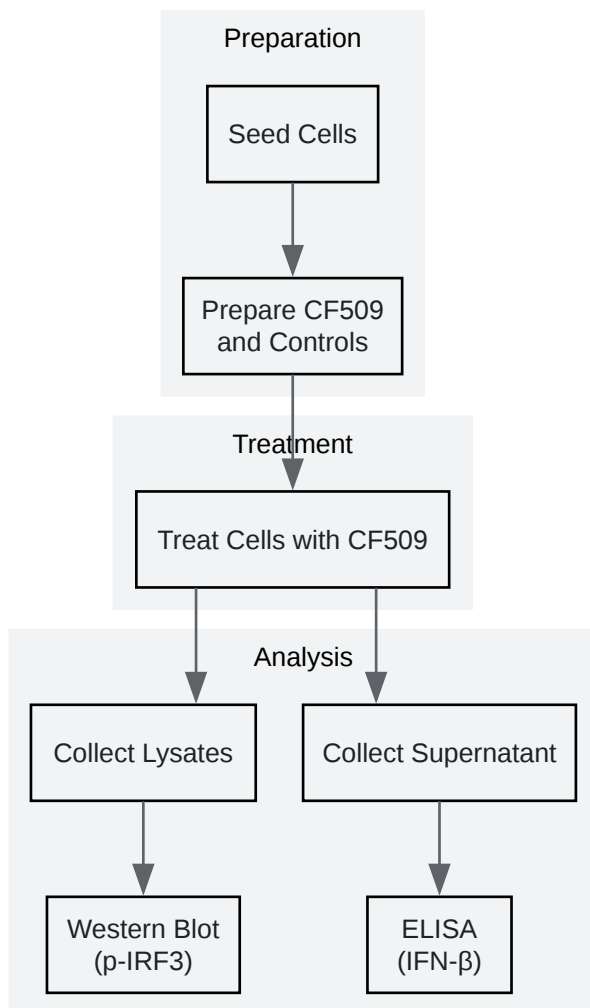 Preparation
Seed Cells
Prepare CF509
and Controls
Treatment
Treat Cells with CF509
Analysis
Collect Lysates
Collect Supernatant
Western Blot
(p-IRF3)
ELISA
(IFN-β)